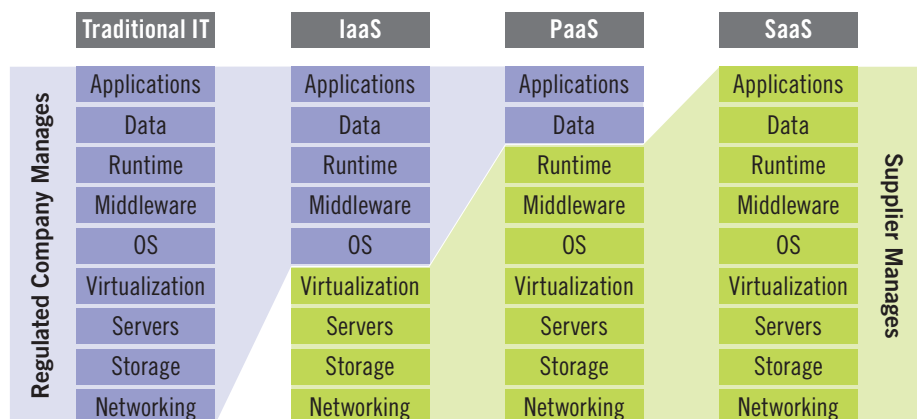 Traditional IT
IaaS
PaaS
SaaS
Regulated Company Manages
Applications
Data
Runtime
Middleware
OS
Virtualization
Servers
Storage
Networking
Applications
Data
Runtime
Middleware
OS
Virtualization
Servers
Storage
Networking
Applications
Data
Runtime
Middleware
OS
Virtualization
Servers
Storage
Networking
Applications
Data
Runtime
Middleware
OS
Virtualization
Servers
Storage
Networking
Supplier Manages